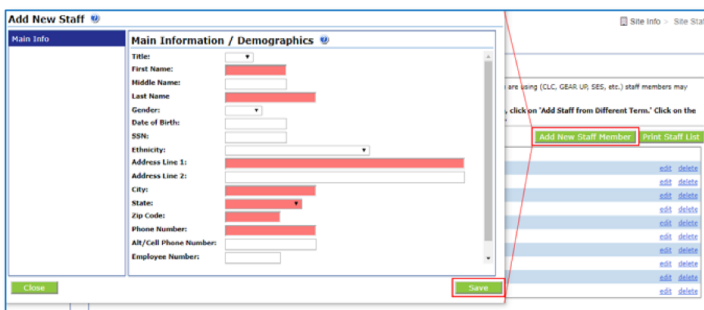 Add New Staff
Site Info > Site Staf
Main Info
Main Information / Demographics
Title:
First Name:
Middle Name:
Last Name
Gender:
Date of Birth:
SSN:
Ethnicity:
Address Line 1:
Address Line 2:
City:
State:
Zip Code:
Phone Number:
Alt/Cell Phone Number:
Employee Number:
Close
Save
are using (CLC, GEAR UP, SES, etc.) staff members may
, click on 'Add Staff from Different Term.' Click on the
Add New Staff Member
Print Staff List
edit delete
edit delete
edit delete
edit delete
edit delete
edit delete
edit delete
edit delete
edit delete
edit delete